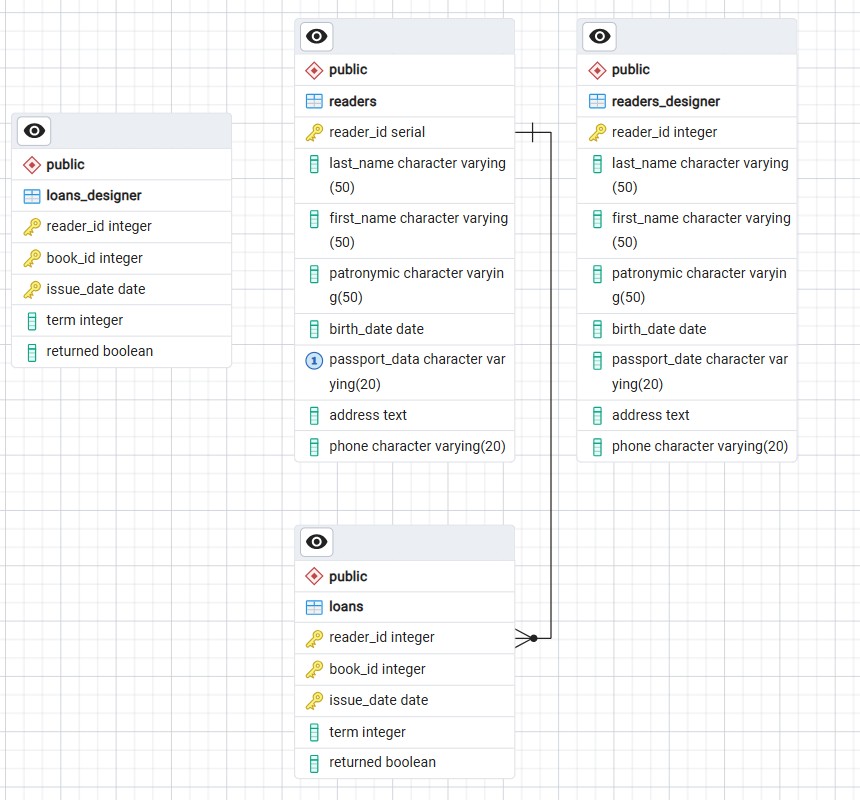 public
loans_designer
reader_id integer
book_id integer
issue_date date
term integer
returned boolean
public
readers
reader_id serial
last_name character varying
(50)
first_name character varying
(50)
patronymic character varyin
g(50)
birth_date date
1
passport_data character var
ying(20)
address text
phone character varying(20)
public
readers_designer
reader_id integer
last_name character varying
(50)
first_name character varying
(50)
patronymic character varyin
g(50)
birth_date date
passport_date character var
ying(20)
address text
phone character varying(20)
public
loans
reader_id integer
book_id integer
issue_date date
term integer
returned boolean